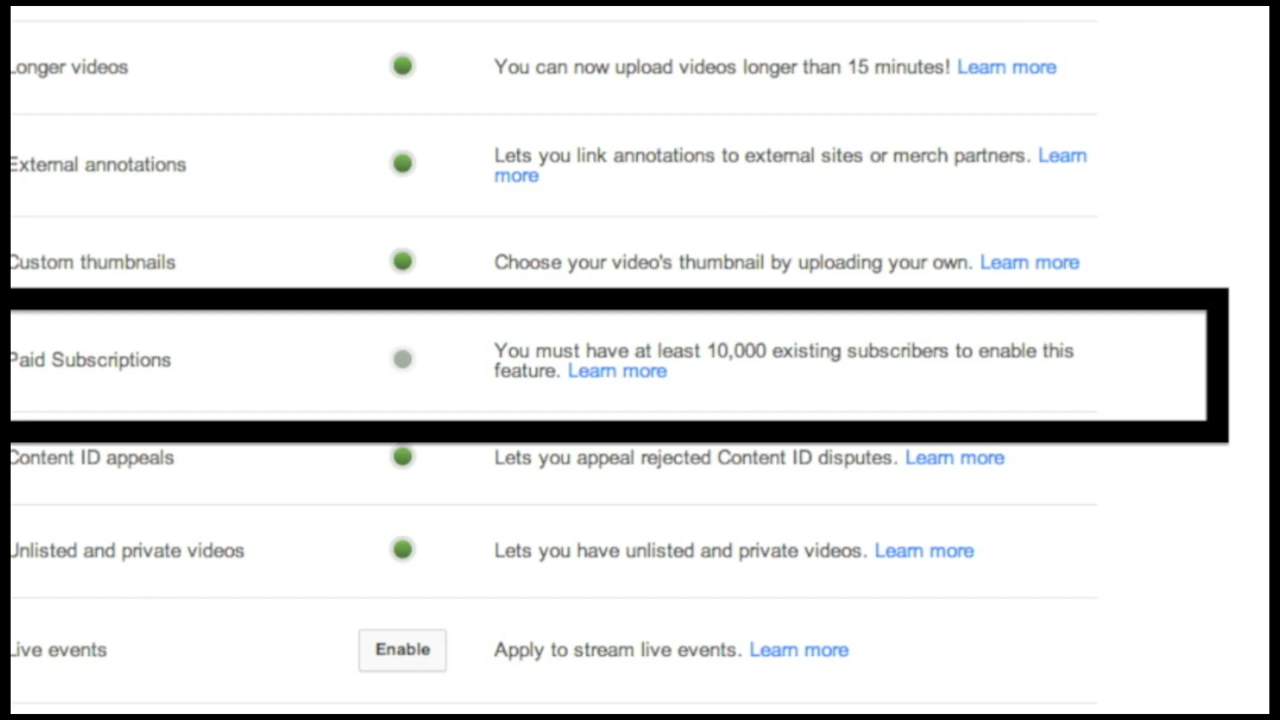 Longer videos
You can now upload videos longer than 15 minutes! Learn more
External annotations
Lets you link annotations to external sites or merch partners. Learn
more
Custom thumbnails
Choose your video's thumbnail by uploading your own. Learn more
Paid Subscriptions
You must have at least 10,000 existing subscribers to enable this
feature. Learn more
Content ID appeals
Lets you appeal rejected Content ID disputes. Learn more
Unlisted and private videos
Lets you have unlisted and private videos. Learn more
Live events
Enable
Apply to stream live events. Learn more